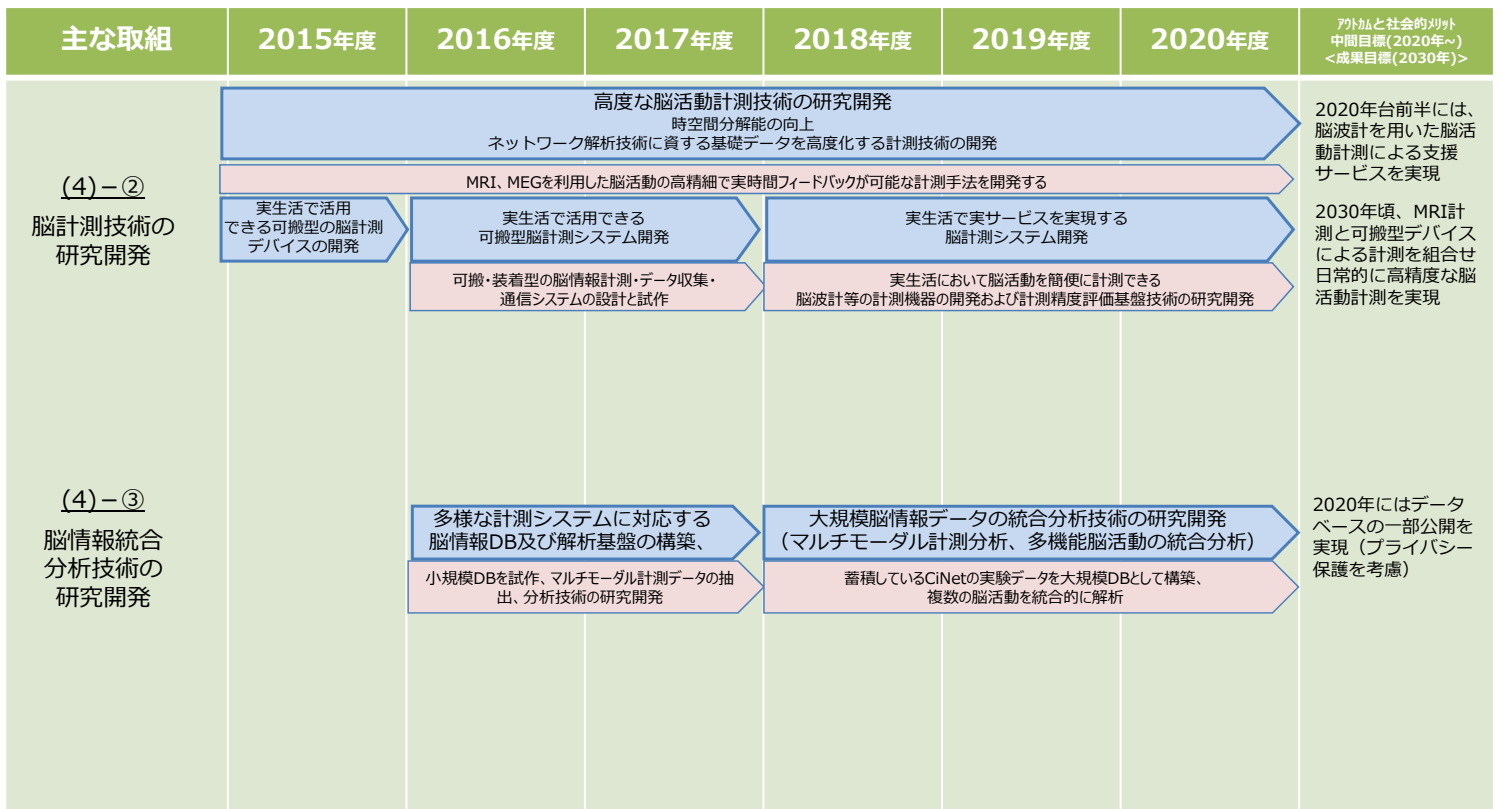 主な取組
2015年度
2016年度
2017年度
2018年度
2019年度
2020年度
ｱｳﾄｶﾑと社会的ﾒﾘｯﾄ
中間目標(2020年~)
<成果目標(2030年)>
(4)－②
脳計測技術の
研究開発
高度な脳活動計測技術の研究開発
時空間分解能の向上
ネットワーク解析技術に資する基礎データを高度化する計測技術の開発
MRI、MEGを利用した脳活動の高精細で実時間フィードバックが可能な計測手法を開発する
実生活で活用
できる可搬型の脳計測
デバイスの開発
実生活で活用できる
可搬型脳計測システム開発
実生活で実サービスを実現する
脳計測システム開発
可搬・装着型の脳情報計測・データ収集・
通信システムの設計と試作
実生活において脳活動を簡便に計測できる
脳波計等の計測機器の開発および計測精度評価基盤技術の研究開発
2020年台前半には、
脳波計を用いた脳活
動計測による支援
サービスを実現
2030年頃、MRI計
測と可搬型デバイス
による計測を組合せ
日常的に高精度な脳
活動計測を実現
(4)－③
脳情報統合
分析技術の
研究開発
多様な計測システムに対応する
脳情報DB及び解析基盤の構築、
大規模脳情報データの統合分析技術の研究開発
（マルチモーダル計測分析、多機能脳活動の統合分析）
小規模DBを試作、マルチモーダル計測データの抽
出、分析技術の研究開発
蓄積しているCiNetの実験データを大規模DBとして構築、
複数の脳活動を統合的に解析
2020年にはデータ
ベースの一部公開を
実現（プライバシー
保護を考慮）